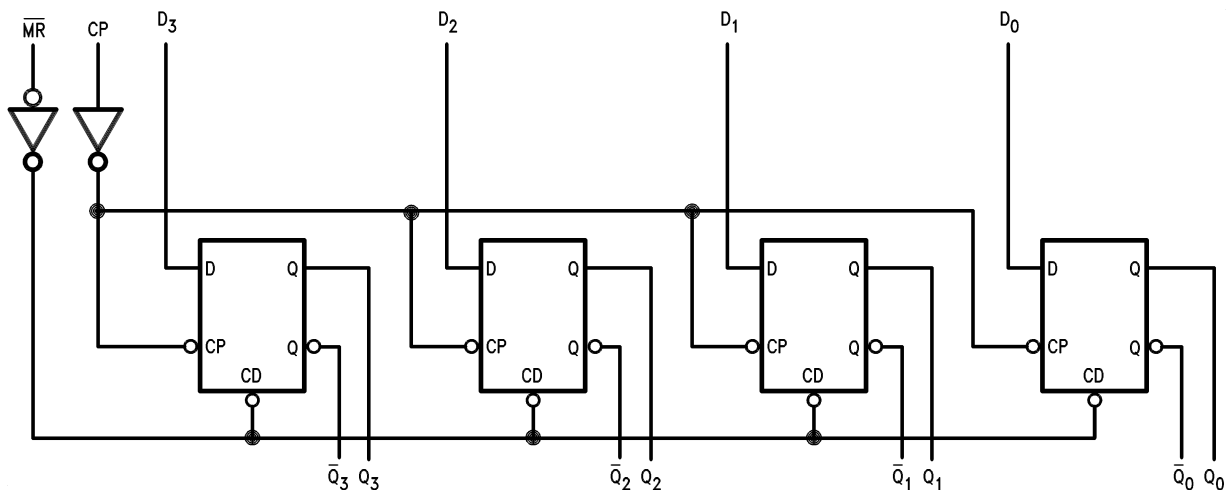 M̅R̅ CP D₃ D₂ D₁ D₀
D Q D Q D Q D Q
CP Q CP Q CP Q CP Q
CD CD CD CD
Q̅₃ Q₃ Q̅₂ Q₂ Q̅₁ Q₁ Q̅₀ Q₀